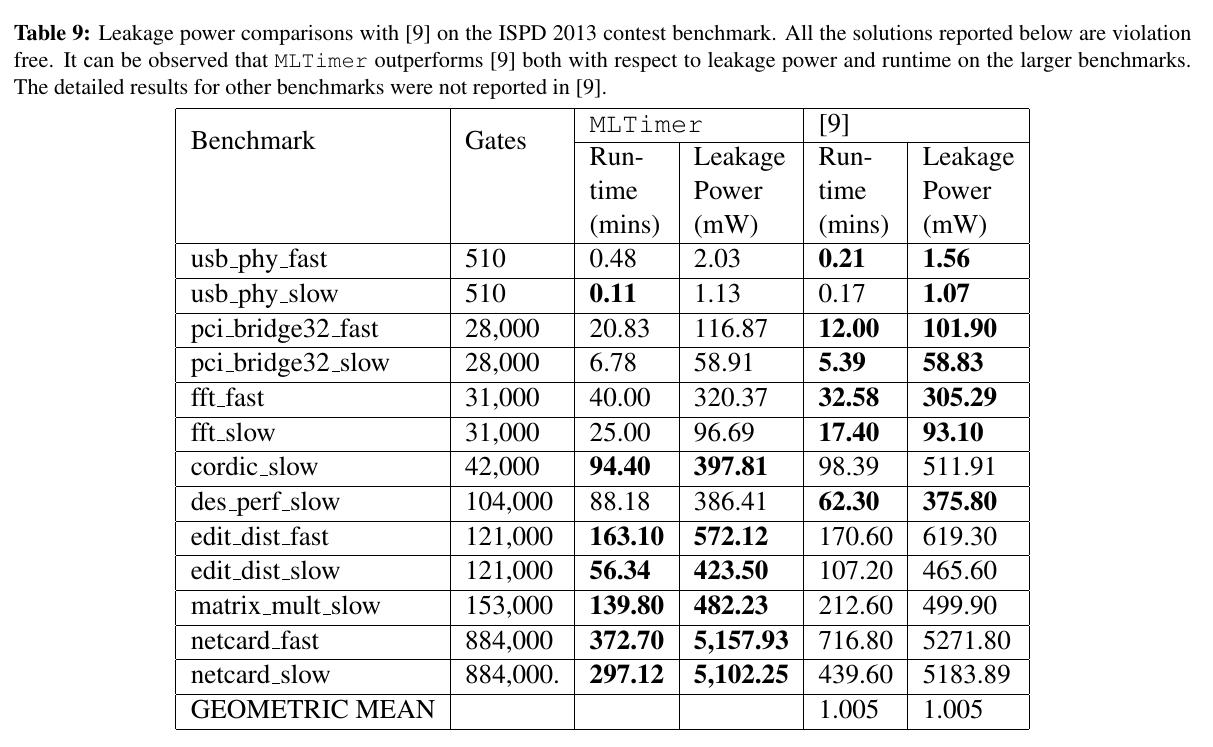 Table 9: Leakage power comparisons with [9] on the ISPD 2013 contest benchmark. All the solutions reported below are violation
free. It can be observed that MLTimer outperforms [9] both with respect to leakage power and runtime on the larger benchmarks.
The detailed results for other benchmarks were not reported in [9].
Benchmark Gates MLTimer [9]
Run- Leakage Run- Leakage
time Power time Power
(mins) (mW) (mins) (mW)
usb_phy_fast 510 0.48 2.03 0.21 1.56
usb_phy_slow 510 0.11 1.13 0.17 1.07
pci_bridge32_fast 28,000 20.83 116.87 12.00 101.90
pci_bridge32_slow 28,000 6.78 58.91 5.39 58.83
fft_fast 31,000 40.00 320.37 32.58 305.29
fft_slow 31,000 25.00 96.69 17.40 93.10
cordic_slow 42,000 94.40 397.81 98.39 511.91
des_perf_slow 104,000 88.18 386.41 62.30 375.80
edit_dist_fast 121,000 163.10 572.12 170.60 619.30
edit_dist_slow 121,000 56.34 423.50 107.20 465.60
matrix_mult_slow 153,000 139.80 482.23 212.60 499.90
netcard_fast 884,000 372.70 5,157.93 716.80 5271.80
netcard_slow 884,000. 297.12 5,102.25 439.60 5183.89
GEOMETRIC MEAN 1.005 1.005